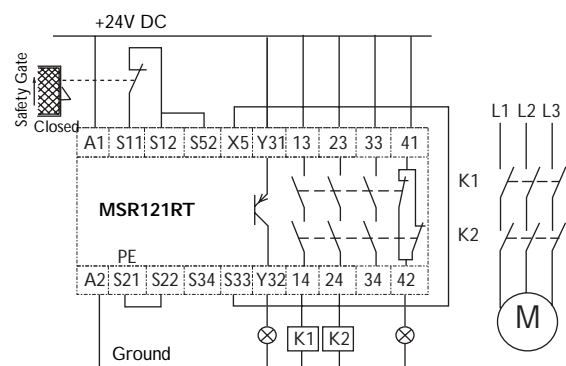 +24V DC
Safety Gate
Closed
A1 S11 S12 S52 X5 Y31 13 23 33 41
L1 L2 L3
K1
MSR121RT
K2
PE
A2 S21 S22 S34 S33 Y32 14 24 34 42
K1 K2
M
Ground